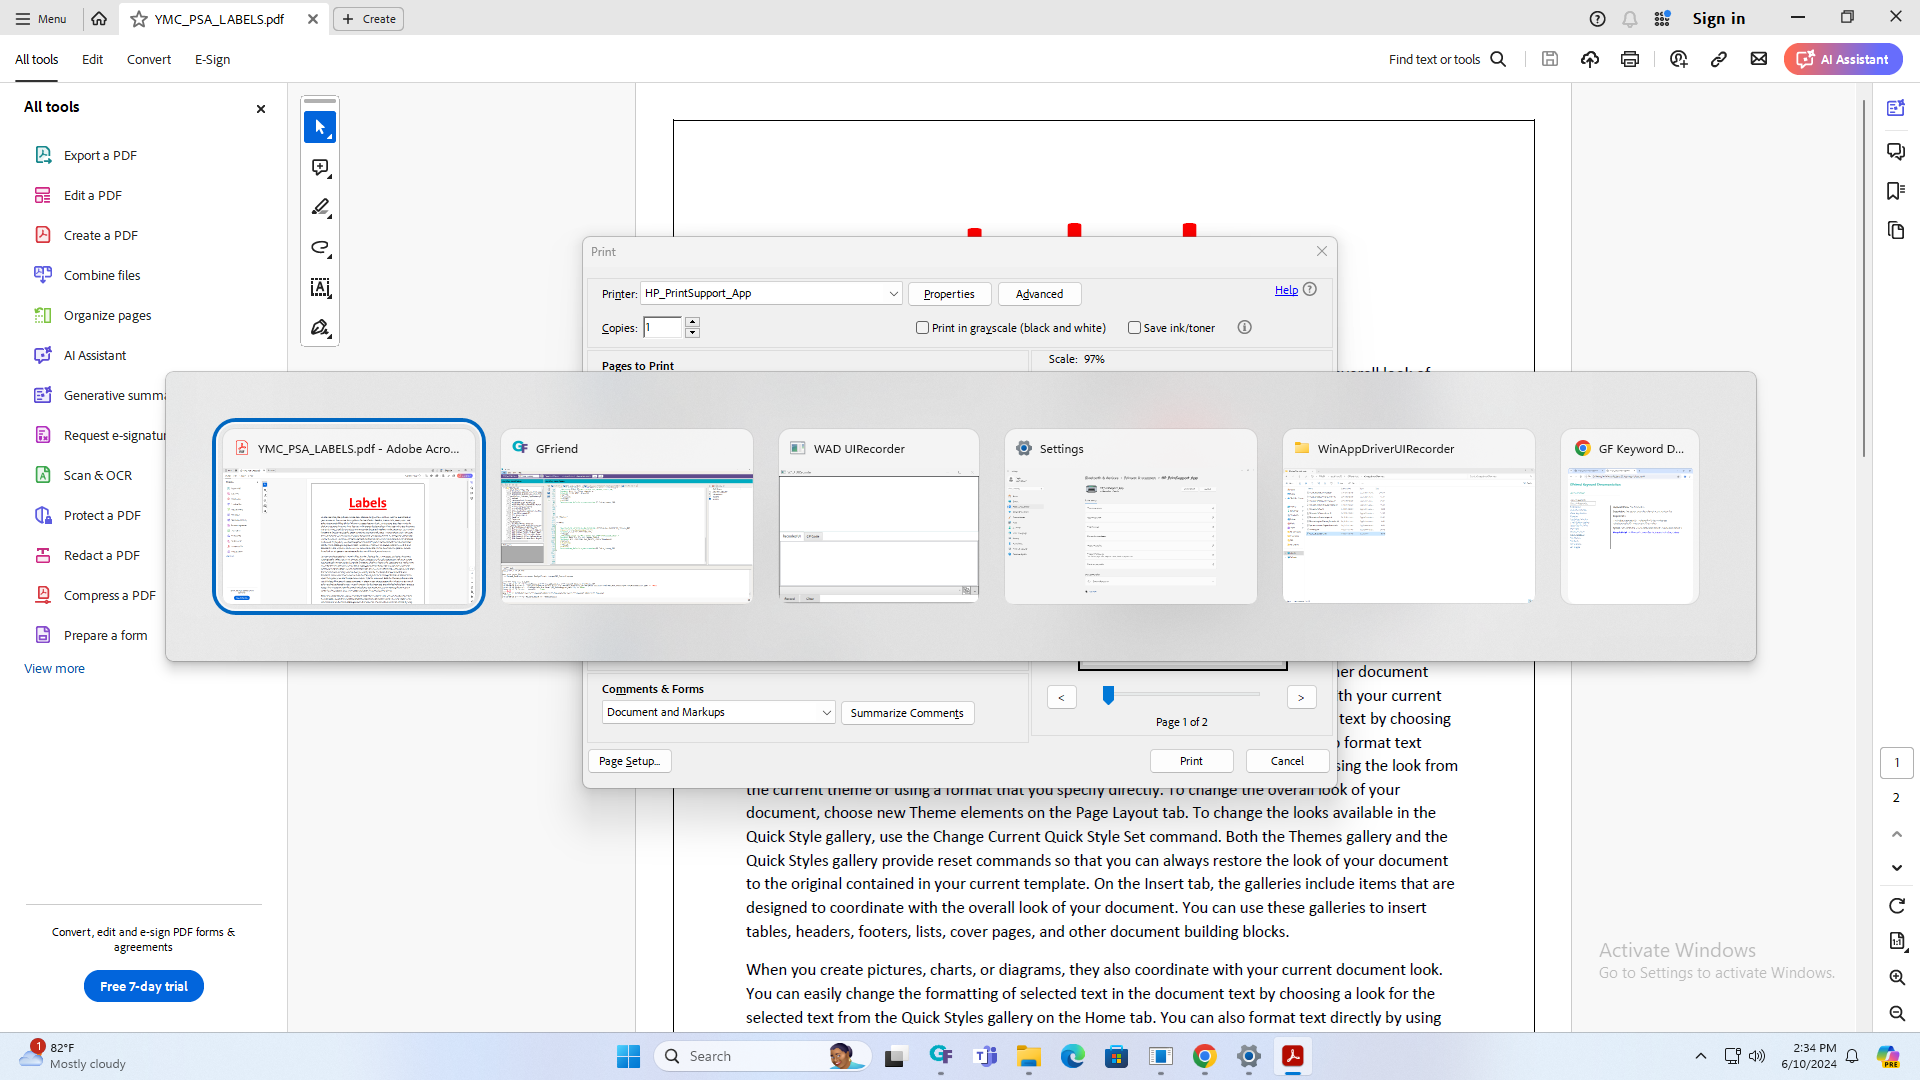 Menu
YMC_PSA_LABELS.pdf
Create
Sign in
All tools
Edit
Convert
E-Sign
Find text or tools
AI Assistant
All tools
Export a PDF
Edit a PDF
Create a PDF
Combine files
Organize pages
AI Assistant
Generative summa
Request e-signatur
Scan & OCR
Protect a PDF
Redact a PDF
Compress a PDF
Prepare a form
View more
Convert, edit and e-sign PDF forms &
agreements
Free 7-day trial
Print
Printer:
HP_PrintSupport_App
Properties
Advanced
Help
Copies:
1
Print in grayscale (black and white)
Save ink/toner
Pages to Print
Scale: 97%
YMC_PSA_LABELS.pdf - Adobe Acro...
Labels
GFriend
WAD UIRecorder
Settings
WinAppDriverUIRecorder
GF Keyword D...
Comments & Forms
Document and Markups
Summarize Comments
<
>
Page 1 of 2
Page Setup...
Print
Cancel
her document
th your current
text by choosing
format text
sing the look from
the current theme or using a format that you specify directly. To change the overall look of your
document, choose new Theme elements on the Page Layout tab. To change the looks available in the
Quick Style gallery, use the Change Current Quick Style Set command. Both the Themes gallery and the
Quick Styles gallery provide reset commands so that you can always restore the look of your document
to the original contained in your current template. On the Insert tab, the galleries include items that are
designed to coordinate with the overall look of your document. You can use these galleries to insert
tables, headers, footers, lists, cover pages, and other document building blocks.
When you create pictures, charts, or diagrams, they also coordinate with your current document look.
You can easily change the formatting of selected text in the document text by choosing a look for the
selected text from the Quick Styles gallery on the Home tab. You can also format text directly by using
1
2
Activate Windows
Go to Settings to activate Windows.
1
82°F
Mostly cloudy
Search
2:34 PM
6/10/2024